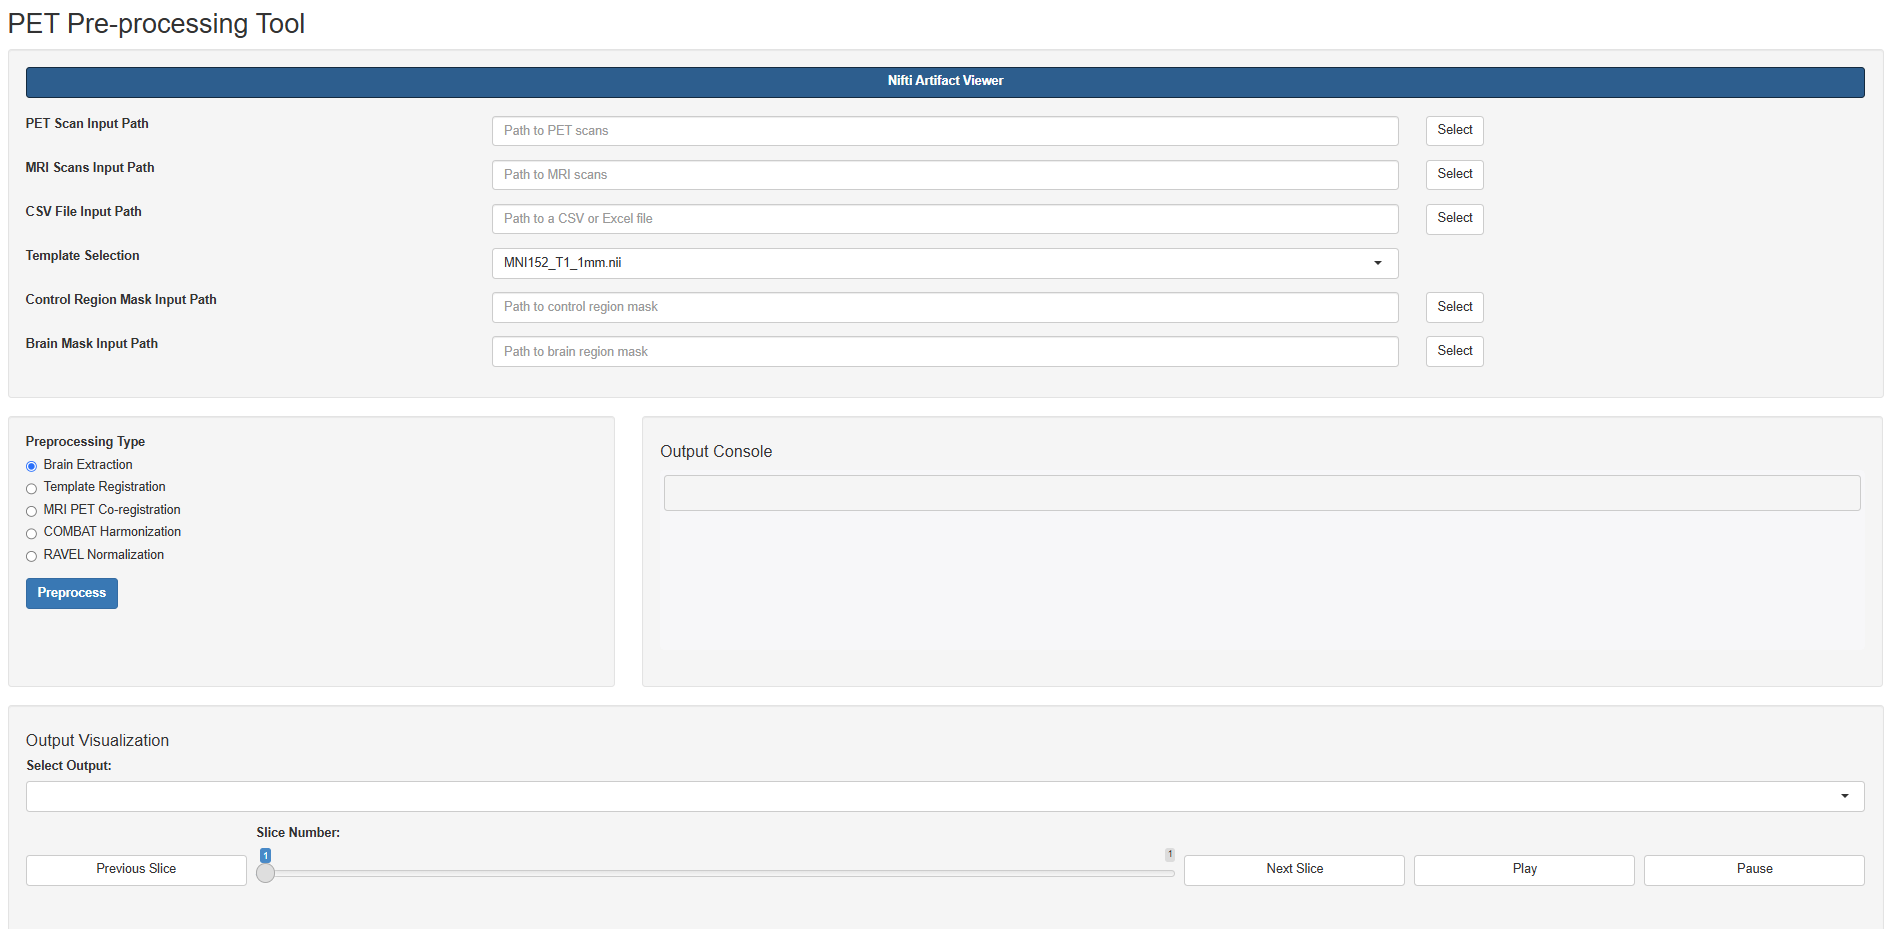 PET Pre-processing Tool
Nifti Artifact Viewer
PET Scan Input Path
Path to PET scans
Select
MRI Scans Input Path
Path to MRI scans
Select
CSV File Input Path
Path to a CSV or Excel file
Select
Template Selection
MNI152_T1_1mm.nii
Control Region Mask Input Path
Path to control region mask
Select
Brain Mask Input Path
Path to brain region mask
Select
Preprocessing Type
Brain Extraction
Template Registration
MRI PET Co-registration
COMBAT Harmonization
RAVEL Normalization
Preprocess
Output Console
Output Visualization
Select Output:
Slice Number:
1
1
Previous Slice
Next Slice
Play
Pause